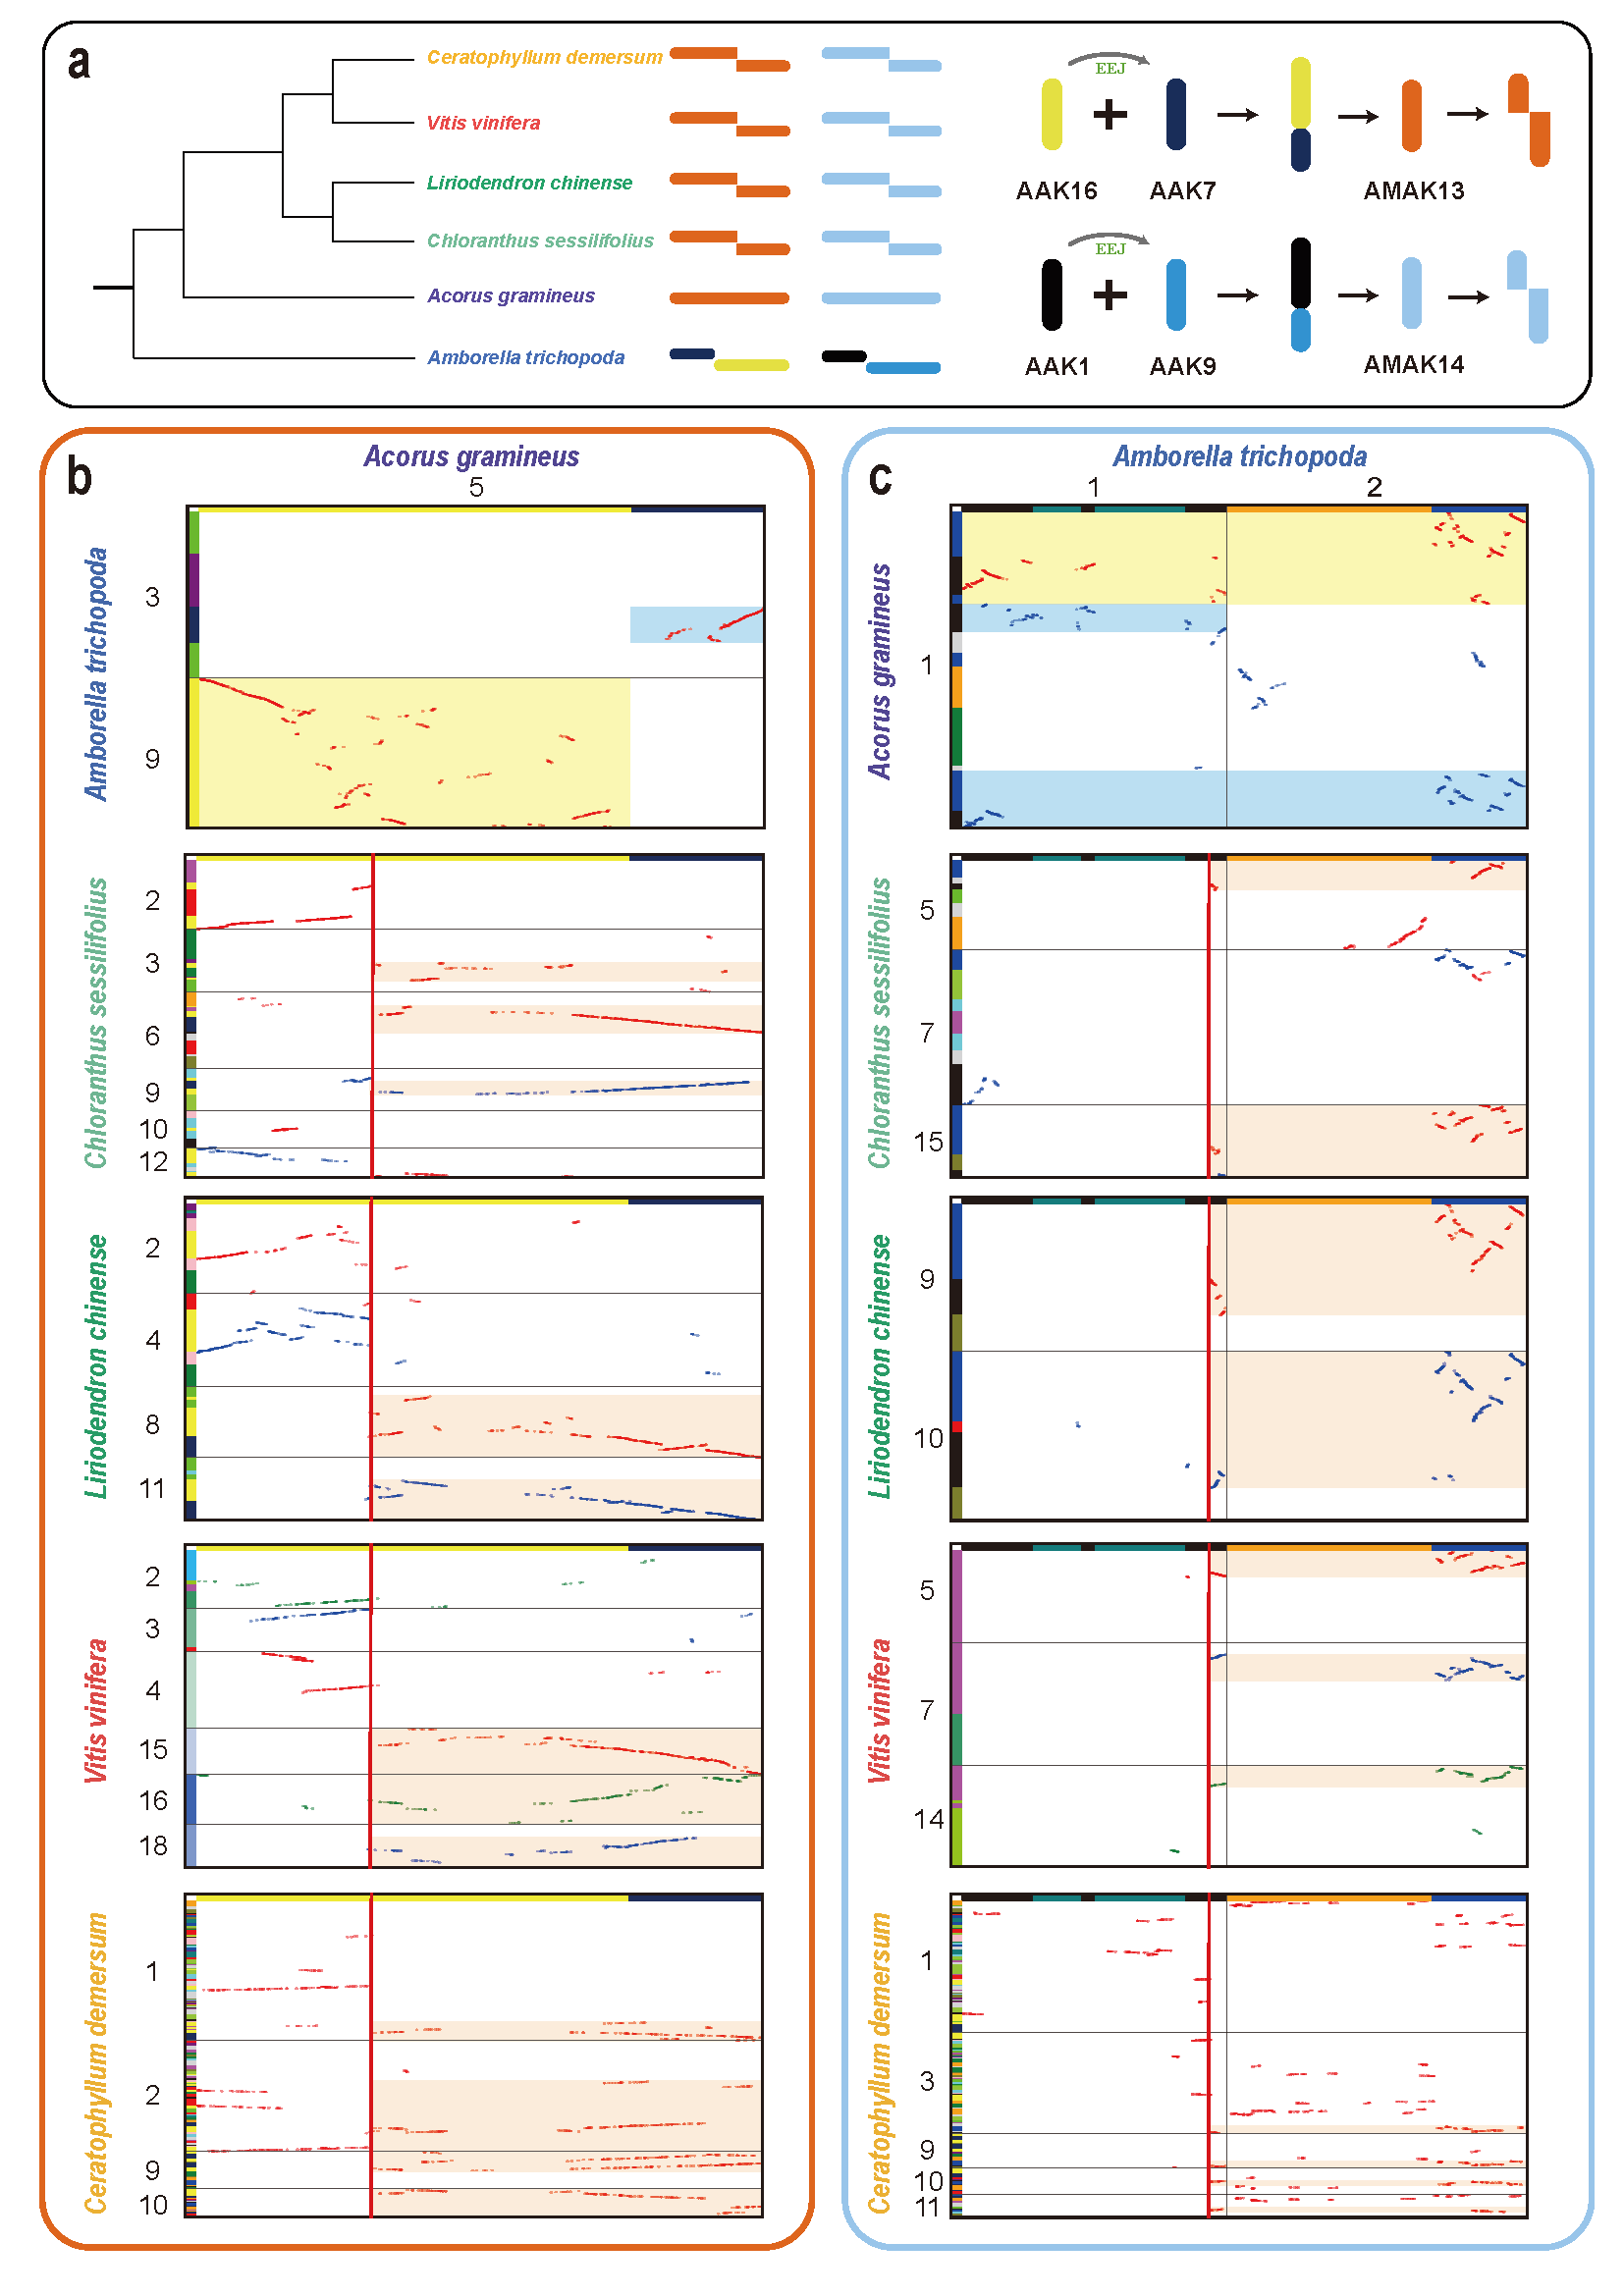 a
Ceratophyllum demersum
Vitis vinifera
Liriodendron chinense
Chloranthus sessilifolius
Acorus gramineus
Amborella trichopoda
EEJ
+
AAK16
AAK7
AMAK13
EEJ
+
AAK1
AAK9
AMAK14
b
Acorus gramineus
5
Amborella trichopoda
3
9
Chloranthus sessilifolius
2
3
6
9
10
12
Liriodendron chinense
2
4
8
11
Vitis vinifera
2
3
4
15
16
18
Ceratophyllum demersum
1
2
9
10
c
Amborella trichopoda
1
2
Acorus gramineus
1
Chloranthus sessilifolius
5
7
15
Liriodendron chinense
9
10
Vitis vinifera
5
7
14
Ceratophyllum demersum
1
3
9
10
11